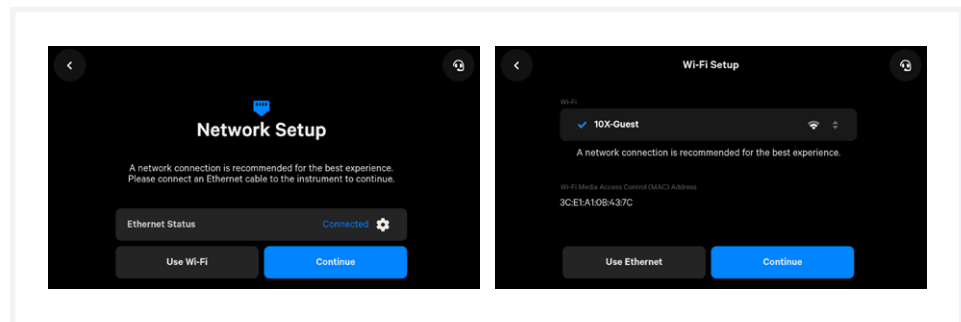 Network Setup
A network connection is recommended for the best experience.
Please connect an Ethernet cable to the instrument to continue.
Ethernet Status
Connected
Use Wi-Fi
Continue
Wi-Fi Setup
Wi-Fi
10X-Guest
A network connection is recommended for the best experience.
Wi-Fi Media Access Control (MAC) Address
3C:E1:A1:0B:43:7C
Use Ethernet
Continue